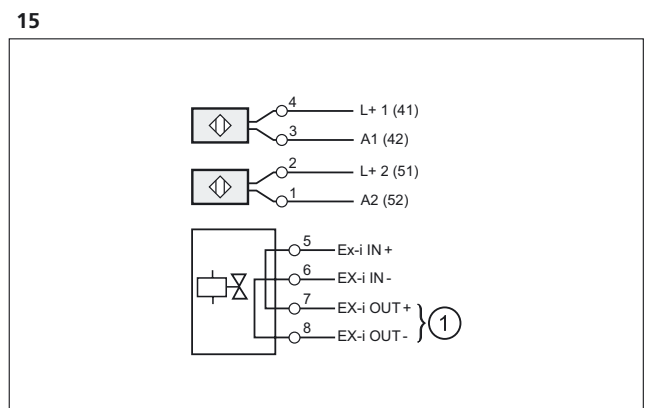 15
4 L+ 1 (41)
3 A1 (42)
2 L+ 2 (51)
1 A2 (52)
5 Ex-i IN +
6 EX-i IN -
7 EX-i OUT +
8 EX-i OUT -
1